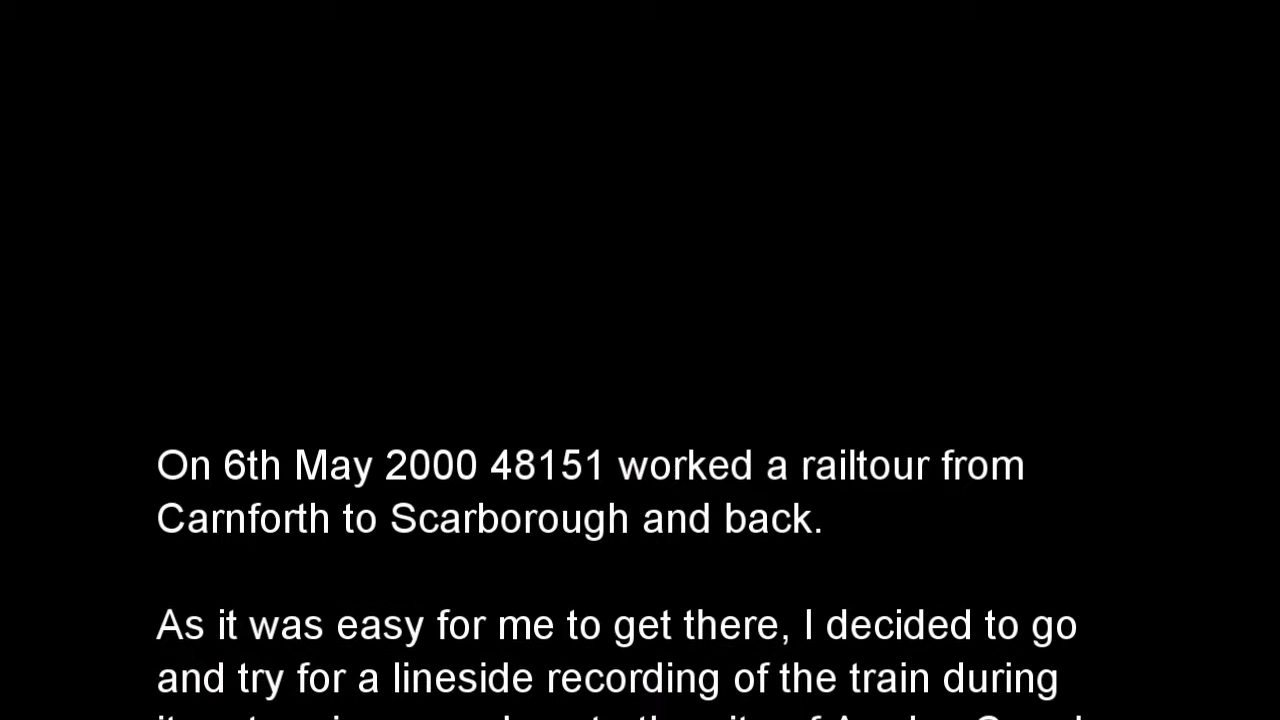 On 6th May 2000 48151 worked a railtour from
Carnforth to Scarborough and back.
As it was easy for me to get there, I decided to go
and try for a lineside recording of the train during